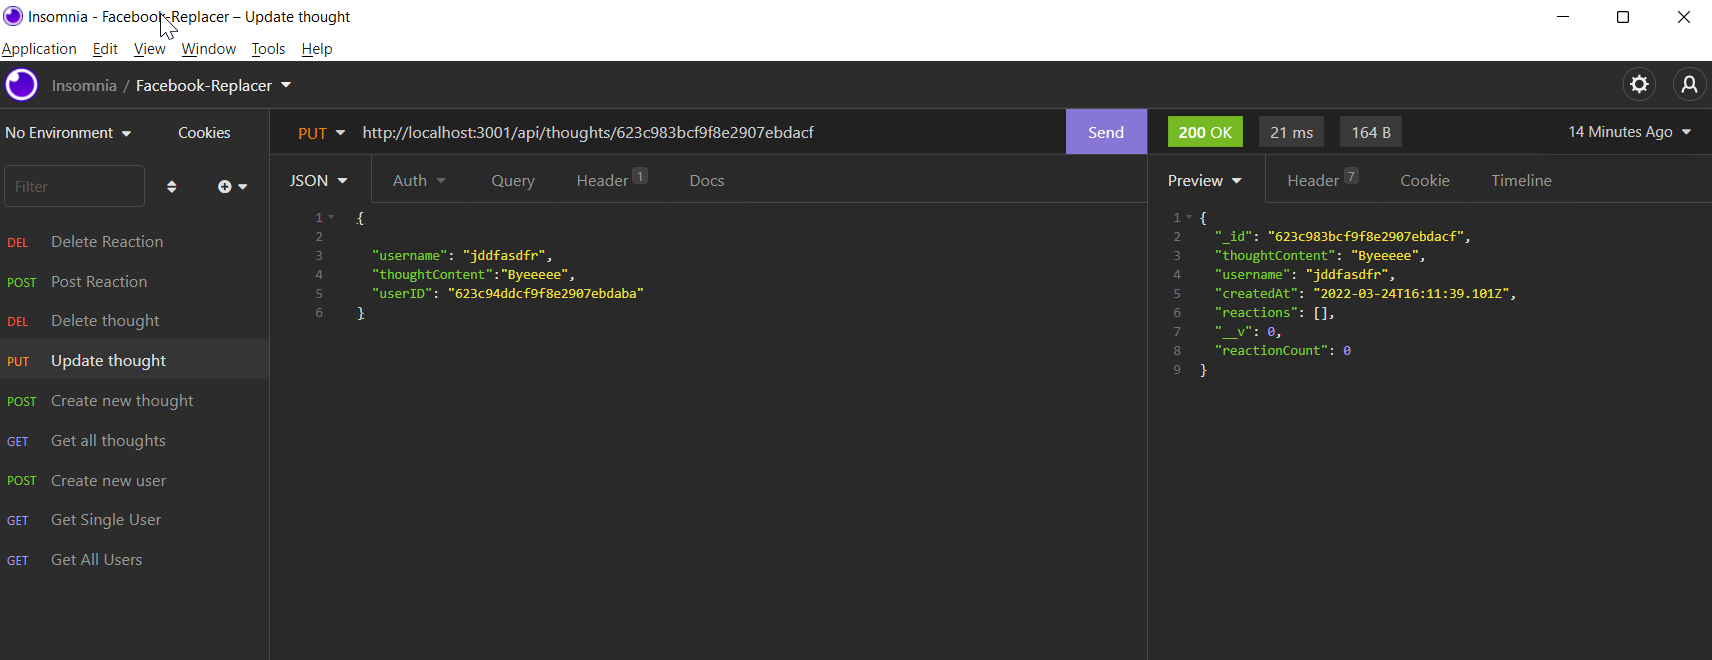 Insomnia - Facebook-Replacer – Update thought
Application Edit View Window Tools Help
Insomnia / Facebook-Replacer
No Environment Cookies
PUT http://localhost:3001/api/thoughts/623c983bcf9f8e2907ebdacf Send
200 OK 21 ms 164 B 14 Minutes Ago
Filter
JSON Auth Query Header 1 Docs
Preview Header 7 Cookie Timeline
DEL Delete Reaction
POST Post Reaction
DEL Delete thought
PUT Update thought
POST Create new thought
GET Get all thoughts
POST Create new user
GET Get Single User
GET Get All Users
1 {
2
3 "username": "jddfasdfr",
4 "thoughtContent":"Byeeeee",
5 "userID": "623c94ddcf9f8e2907ebdaba"
6 }
1 {
2 "_id": "623c983bcf9f8e2907ebdacf",
3 "thoughtContent": "Byeeeee",
4 "username": "jddfasdfr",
5 "createdAt": "2022-03-24T16:11:39.101Z",
6 "reactions": [],
7 "__v": 0,
8 "reactionCount": 0
9 }